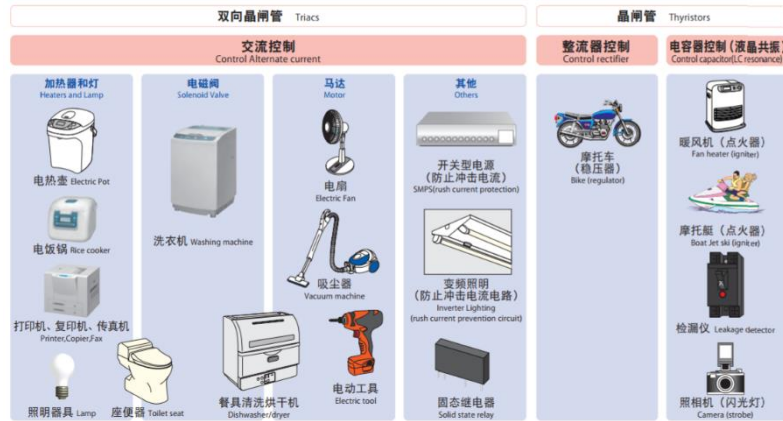 双向晶闸管 Triacs
晶闸管 Thyristors
交流控制
Control Alternate current
整流器控制
Control rectifier
电容器控制(液晶共振)
Control capacitor(LC resonance)
加热器和灯
Heaters and Lamp
电热壶 Electric Pot
电饭锅 Rice cooker
打印机、复印机、传真机
Printer,Copier,Fax
照明器具 Lamp
座便器 Toilet seat
电磁阀
Solenoid Valve
洗衣机 Washing machine
餐具清洗烘干机
Dishwasher/dryer
马达
Motor
电扇
Electric Fan
吸尘器
Vacuum machine
电动工具
Electric tool
其他
Others
开关型电源
(防止冲击电流)
SMPS(rush current protection)
变频照明
(防止冲击电流电路)
Inverter Lighting
(rush current prevention circuit)
固态继电器
Solid state relay
摩托车
(稳压器)
Bike (regulator)
暖风机(点火器)
Fan heater (igniter)
摩托艇(点火器)
Boat Jet ski (igniter)
检漏仪 Leakage detector
照相机(闪光灯)
Camera (strobe)